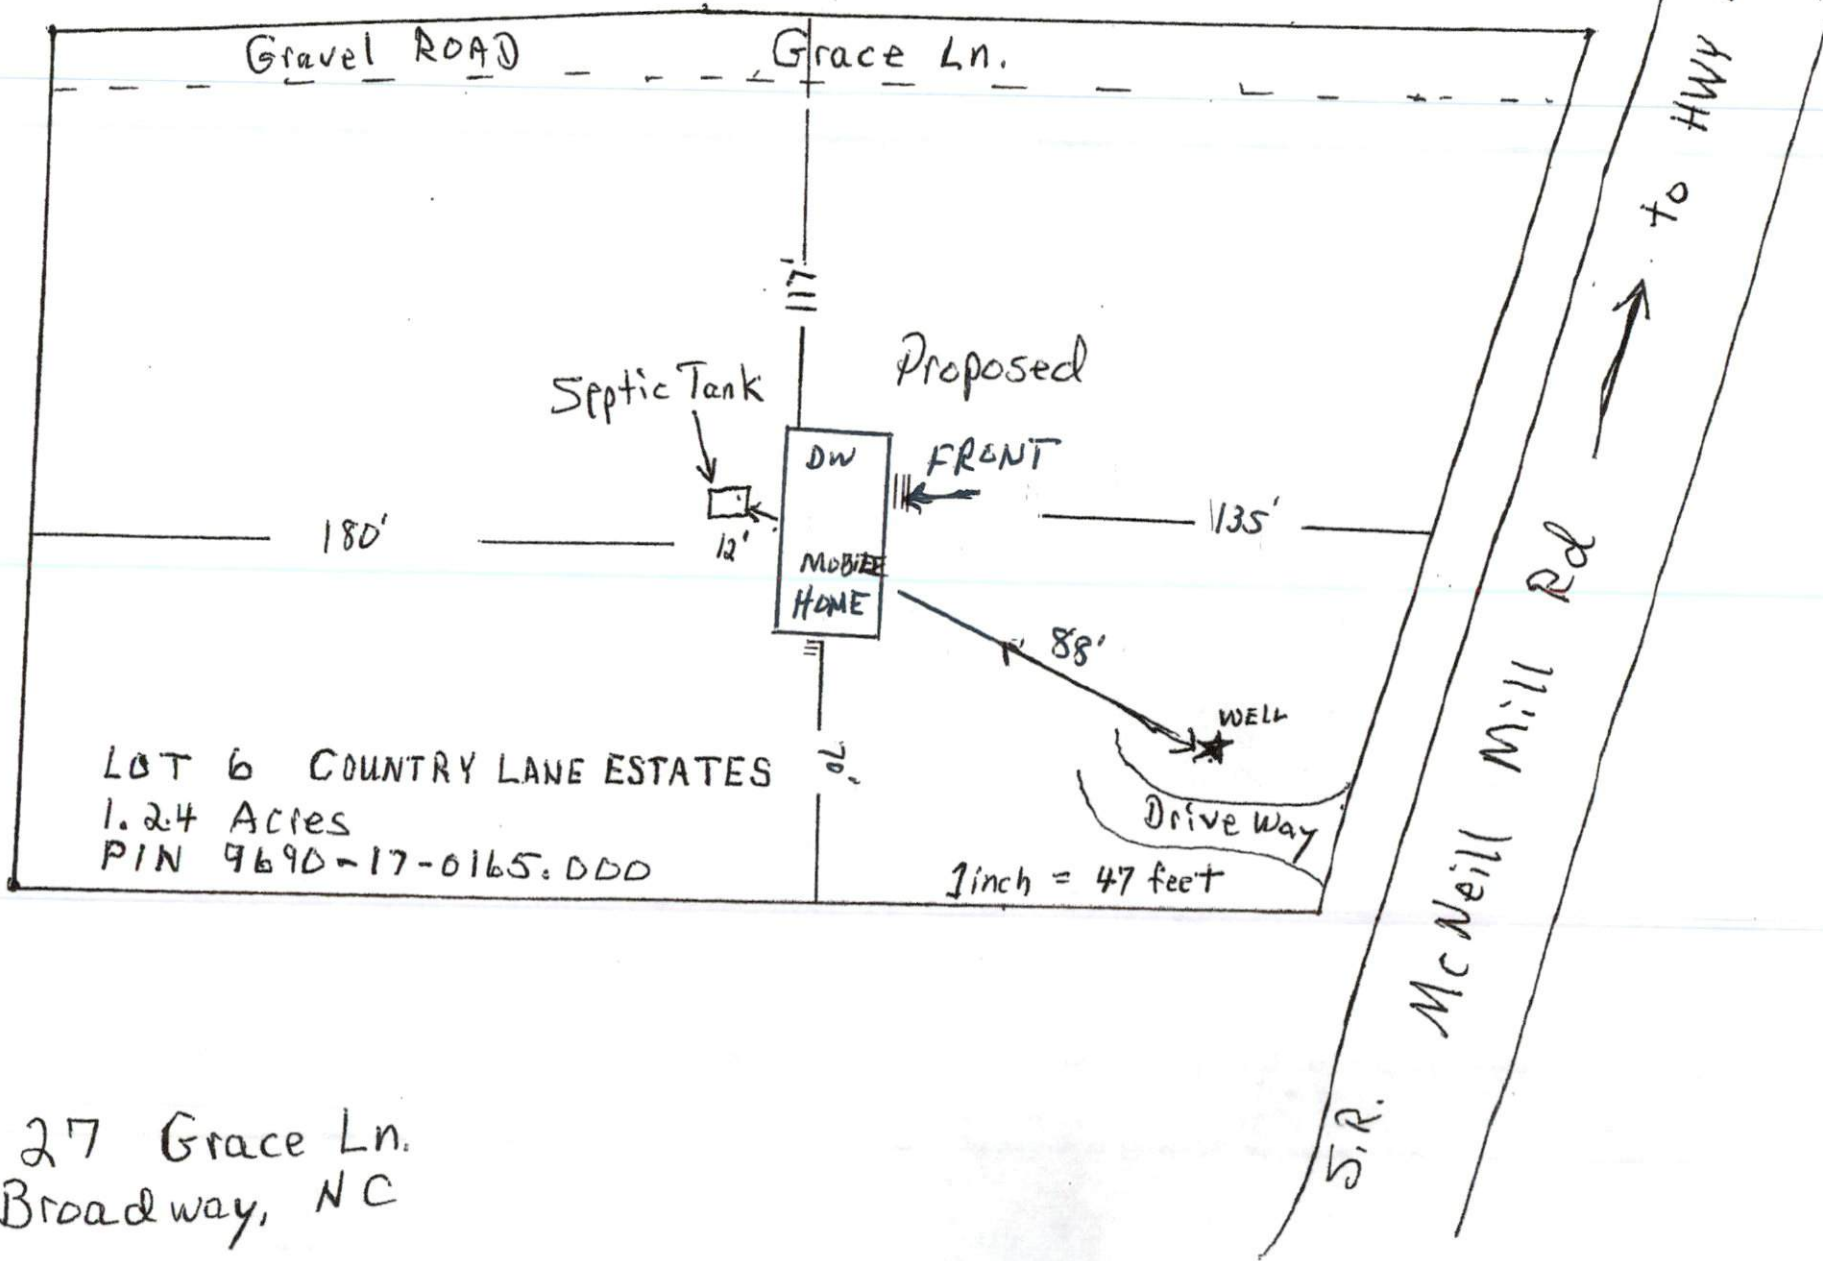 Gravel ROAD Grace Ln.
to HWY
117'
Proposed
Septic Tank
DW
FRONT
180'
12'
135'
MOBILE
HOME
88'
WELL
70'
LOT 6 COUNTRY LANE ESTATES
1.24 Acres
PIN 9690-17-0165.000
Drive Way
1inch = 47 feet
S.R. McNeill Mill Rd
27 Grace Ln.
Broadway, NC